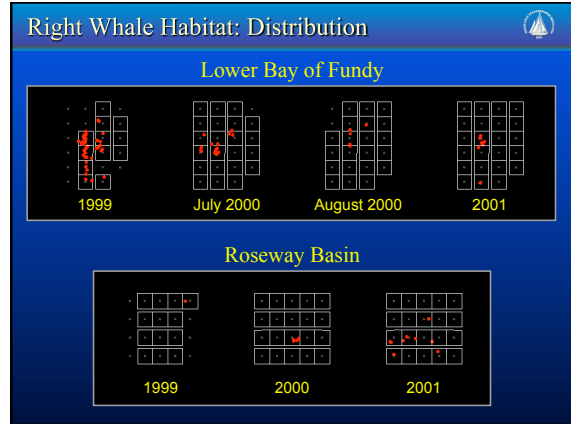 Right Whale Habitat: Distribution
Lower Bay of Fundy
1999
July 2000
August 2000
2001
Roseway Basin
1999
2000
2001